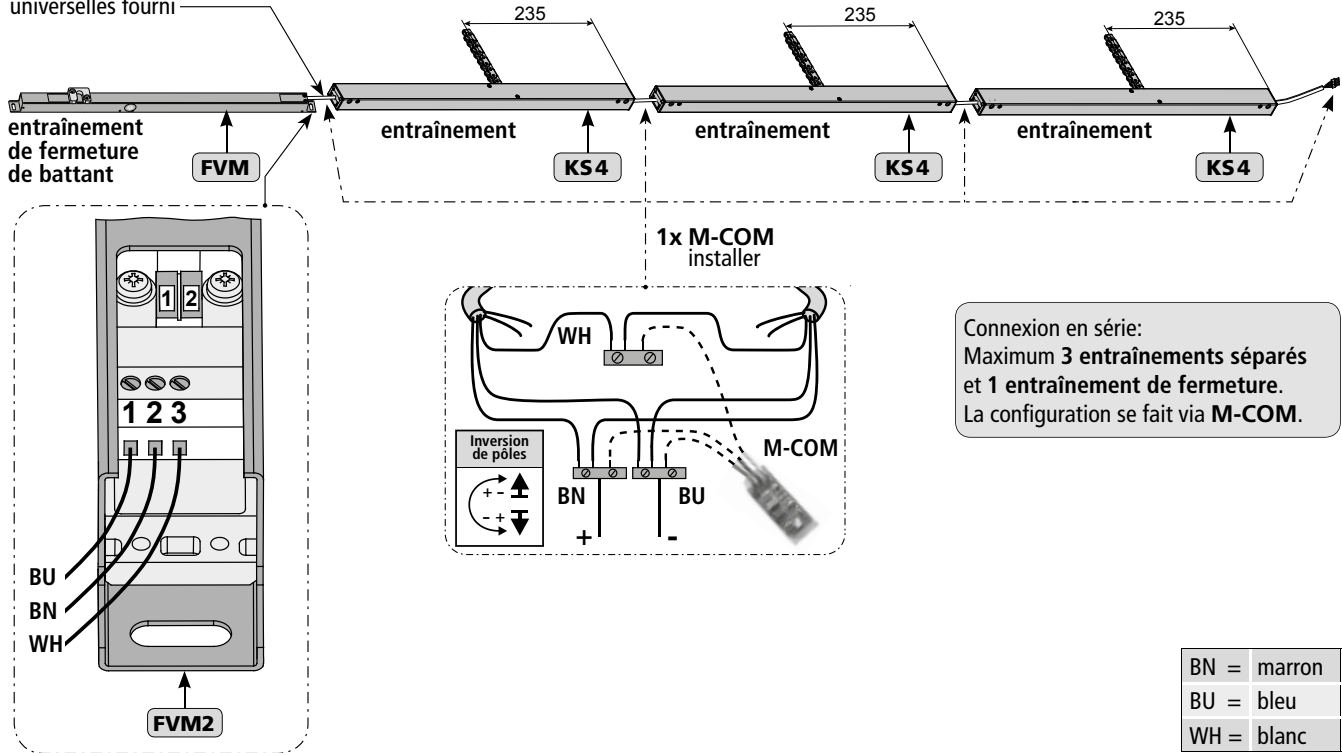 universelles fourni
235
235
235
entraînement
de fermeture
de battant
FVM
entraînement
KS4
entraînement
KS4
entraînement
KS4
1x M-COM
installer
1 2
1 2 3
BU
BN
WH
FVM2
WH
M-COM
Inversion
de pôles
+ -
- +
BN
BU
+
-
Connexion en série:
Maximum 3 entraînements séparés
et 1 entraînement de fermeture.
La configuration se fait via M-COM.
BN = marron
BU = bleu
WH = blanc